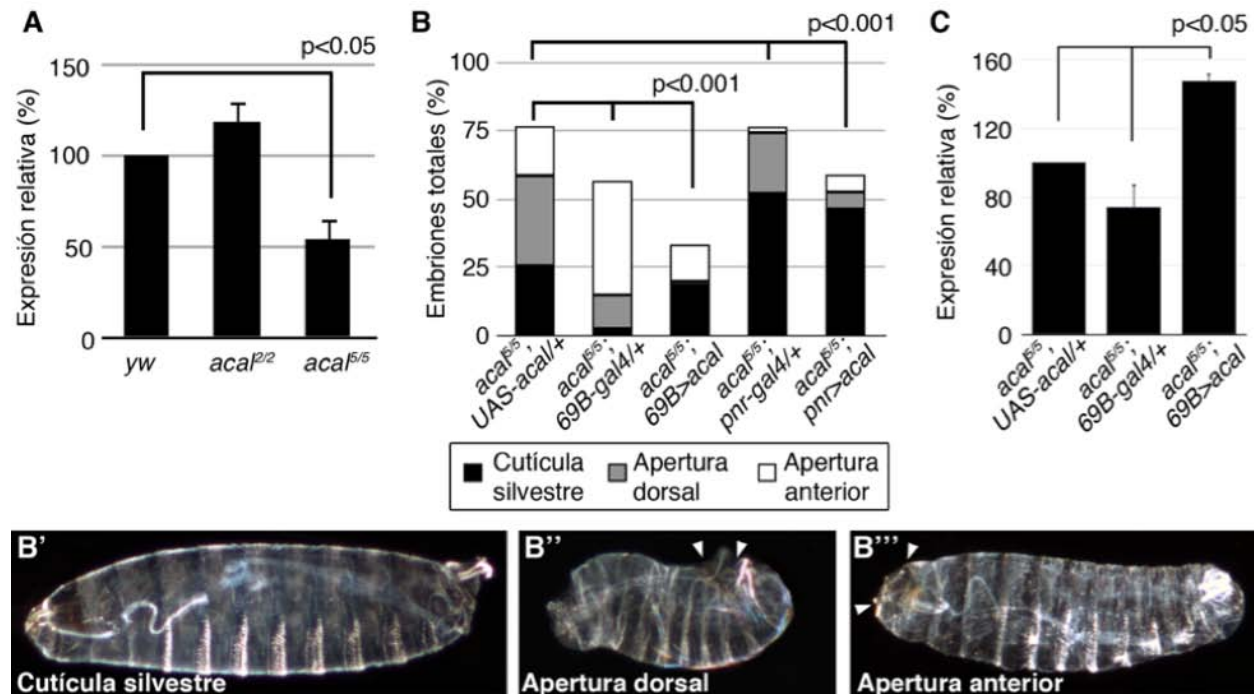 A
p<0.05
150
100
50
0
Expresión relativa (%)
yw
acal2/2
acal5/5
B
p<0.001
p<0.001
100
75
50
25
0
Embriones totales (%)
acal5/5;
UAS-acal/+
acal5/5;
69B-gal4/+
acal5/5;
69B>acal
acal5/5;
pnr-gal4/+
acal5/5;
pnr>acal
Cutícula
silvestre
Apertura
dorsal
Apertura
anterior
C
p<0.05
160
120
80
40
0
Expresión relativa (%)
acal5/5;
UAS-acal/+
acal5/5;
69B-gal4/+
acal5/5;
69B>acal
B'
Cutícula silvestre
B''
Apertura dorsal
B'''
Apertura anterior